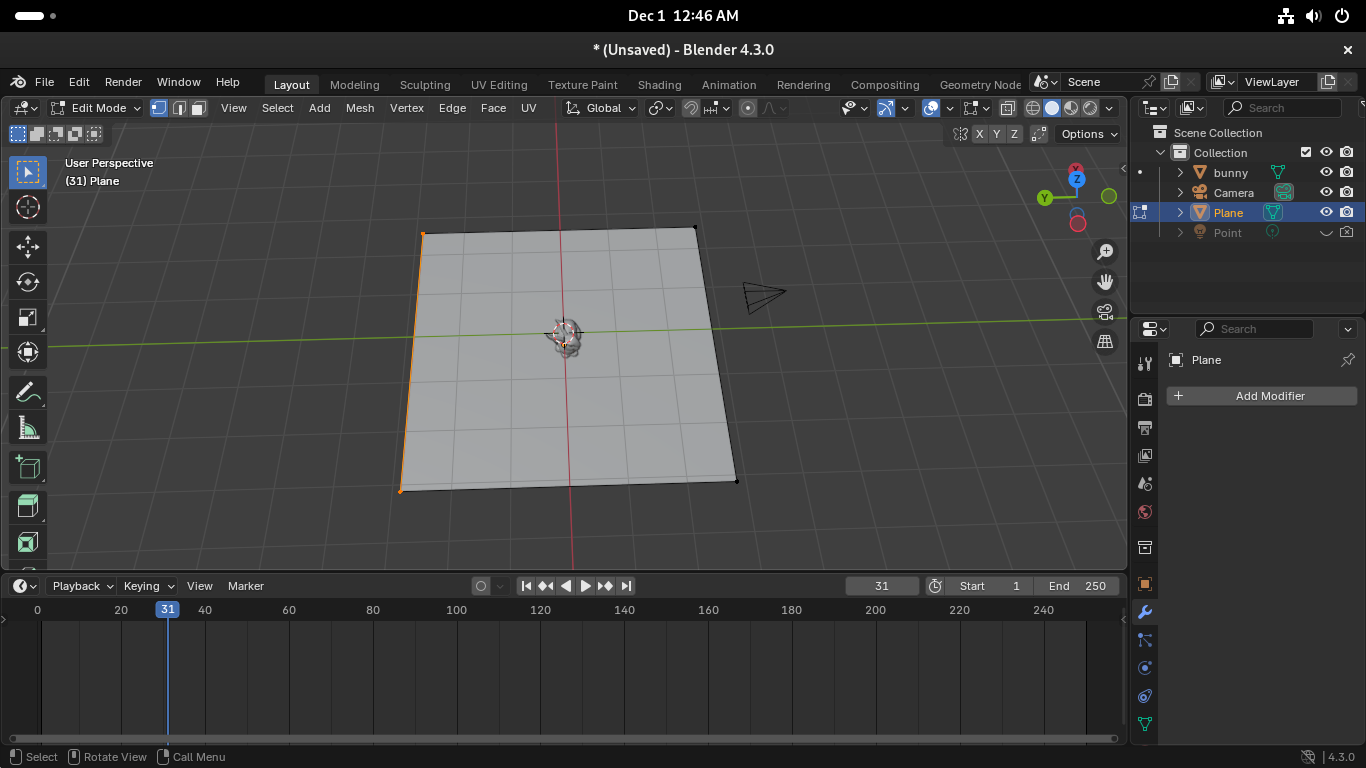 Dec 1 12:46 AM
* (Unsaved) - Blender 4.3.0
File Edit Render Window Help Layout Modeling Sculpting UV Editing Texture Paint Shading Animation Rendering Compositing Geometry Node Scene ViewLayer
Edit Mode View Select Add Mesh Vertex Edge Face UV Global Search
X Y Z Options
Scene Collection
Collection
User Perspective
(31) Plane
bunny
Camera
Plane
Point
X
Z
Y
Search
Plane
Add Modifier
Playback Keying View Marker 31 Start 1 End 250
0 20 31 40 60 80 100 120 140 160 180 200 220 240
Select Rotate View Call Menu 4.3.0